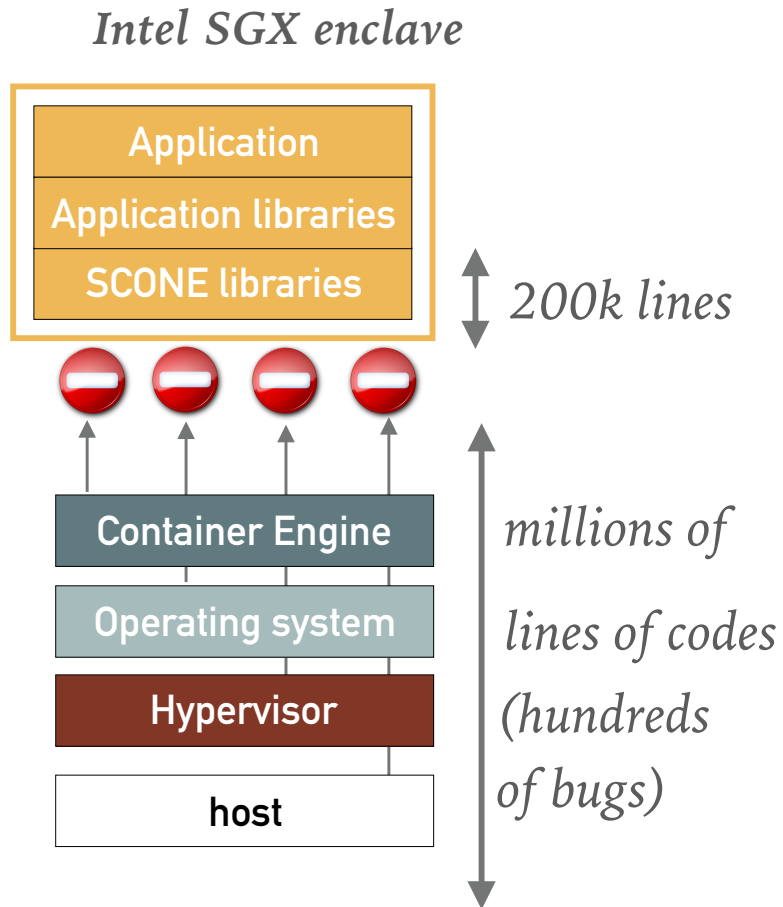 Intel SGX enclave
Application
Application libraries
SCONE libraries
200k lines
Container Engine
Operating system
Hypervisor
host
millions of
lines of codes
(hundreds
of bugs)